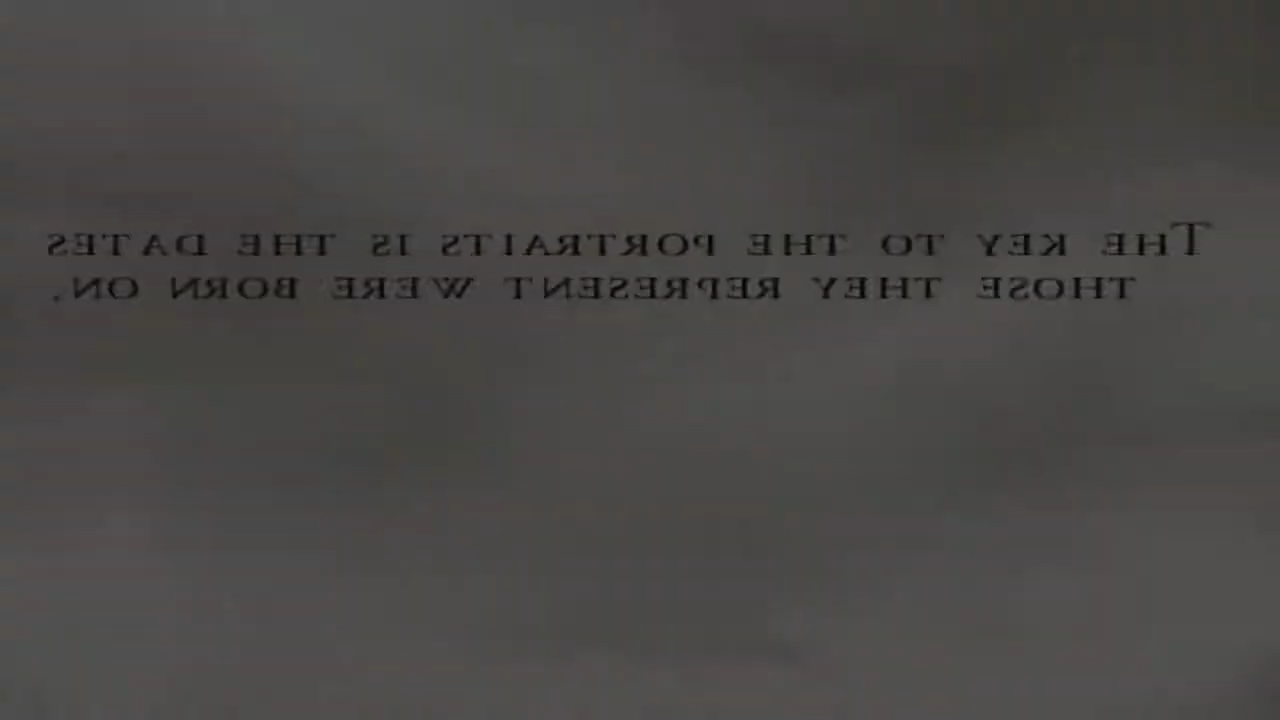 The key to the portraits is the dates
those they represent were born on.